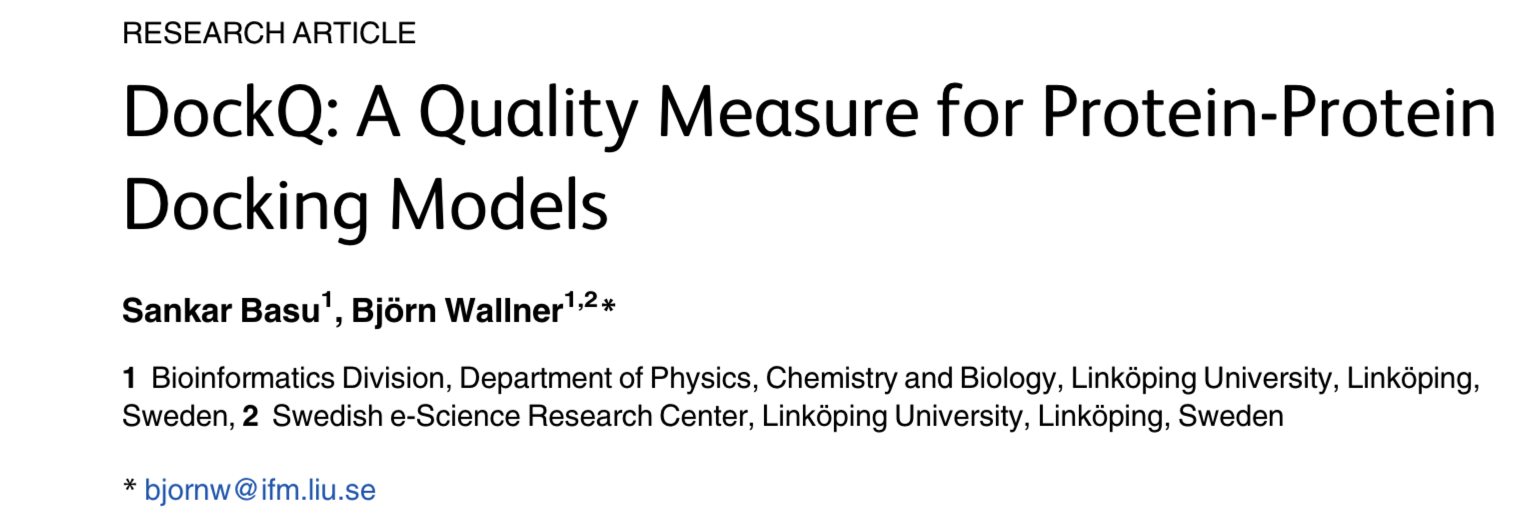 RESEARCH ARTICLE
DockQ: A Quality Measure for Protein-Protein
Docking Models
Sankar Basu1, Björn Wallner1,2*
1 Bioinformatics Division, Department of Physics, Chemistry and Biology, Linköping University, Linköping,
Sweden, 2 Swedish e-Science Research Center, Linköping University, Linköping, Sweden
* bjornw@ifm.liu.se